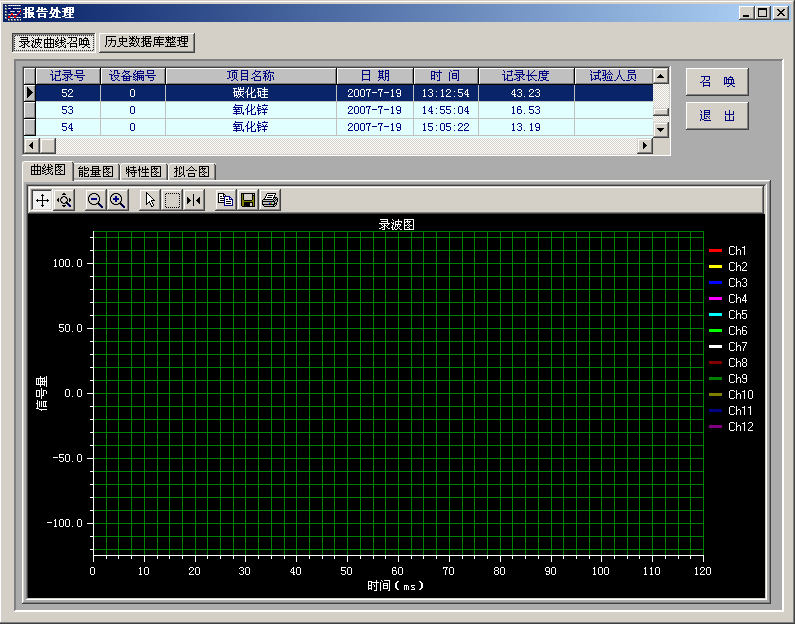 报告处理
录波曲线召唤 历史数据库整理
记录号 设备编号 项目名称 日 期 时 间 记录长度 试验人员
52 0 碳化硅 2007-7-19 13:12:54 43.23
53 0 氧化锌 2007-7-19 14:55:04 16.53
54 0 氧化锌 2007-7-19 15:05:22 13.19
召 唤
退 出
曲线图 能量图 特性图 拟合图
录波图
100.0
50.0
0.0
-50.0
-100.0
信号量
0 10 20 30 40 50 60 70 80 90 100 110 120
时间(ms)
Ch1
Ch2
Ch3
Ch4
Ch5
Ch6
Ch7
Ch8
Ch9
Ch10
Ch11
Ch12